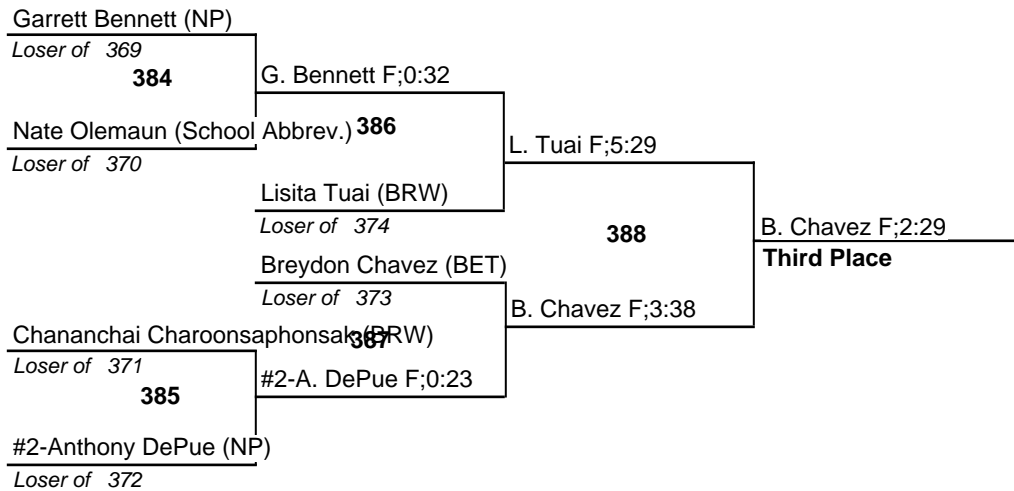 Garrett Bennett (NP)
Loser of 369
384
G. Bennett F;0:32
Nate Olemaun (School Abbrev.)
386
Loser of 370
L. Tuai F;5:29
Lisita Tuai (BRW)
Loser of 374
388
B. Chavez F;2:29
Third Place
Breydon Chavez (BET)
Loser of 373
B. Chavez F;3:38
Chananchai Charoonsaphonsak (BRW)
387
Loser of 371
385
#2-A. DePue F;0:23
#2-Anthony DePue (NP)
Loser of 372